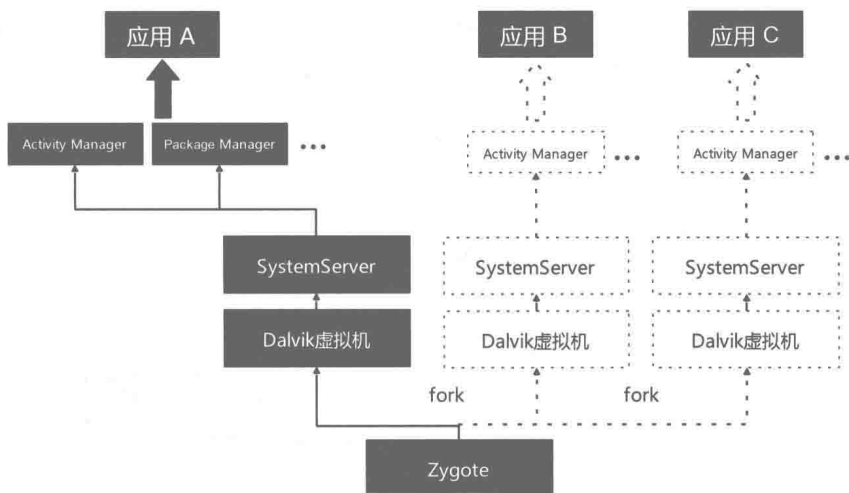 应用 A
应用 B
应用 C
Activity Manager
Package Manager
...
Activity Manager
...
Activity Manager
...
SystemServer
SystemServer
SystemServer
Dalvik虚拟机
Dalvik虚拟机
Dalvik虚拟机
fork
fork
Zygote